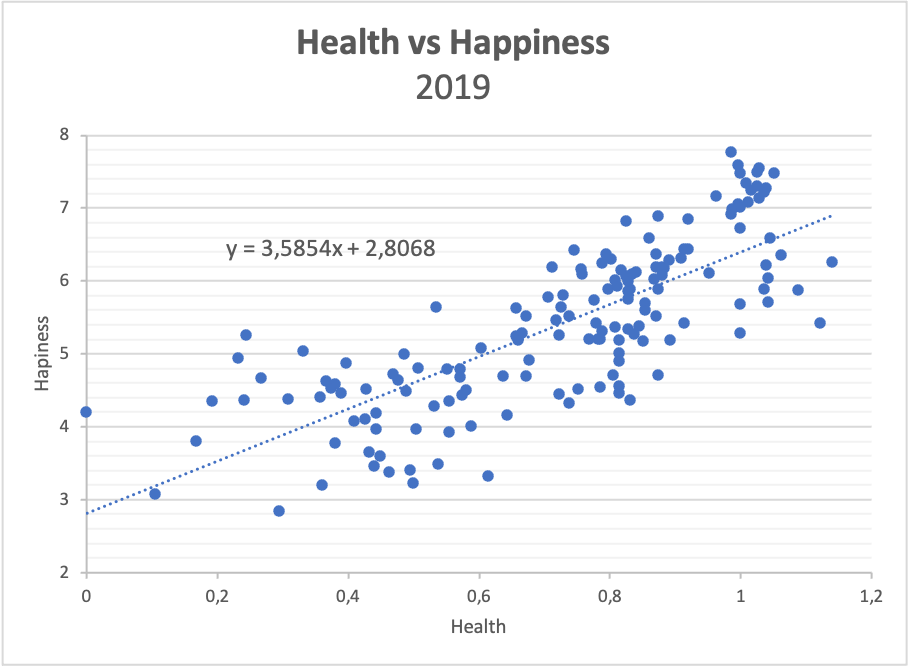 Health vs Happiness
2019
8
7
y = 3,5854x + 2,8068
6
5
4
3
2
Hapiness
0 0,2 0,4 0,6 0,8 1 1,2
Health